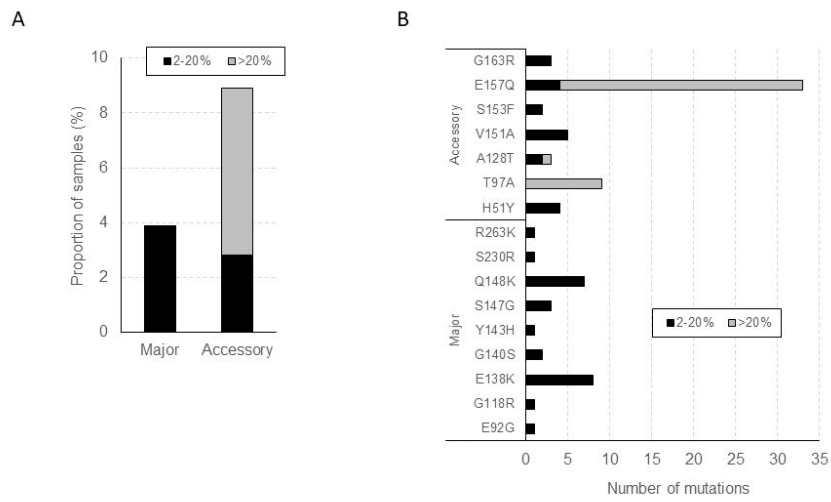 A
2-20% >20%
10
8
6
4
2
0
Proportion of samples (%)
Major Accessory
B
Accessory
G163R
E157Q
S153F
V151A
A128T
T97A
H51Y
Major
R263K
S230R
Q148K
S147G
Y143H
G140S
E138K
G118R
E92G
2-20% >20%
0 5 10 15 20 25 30 35
Number of mutations